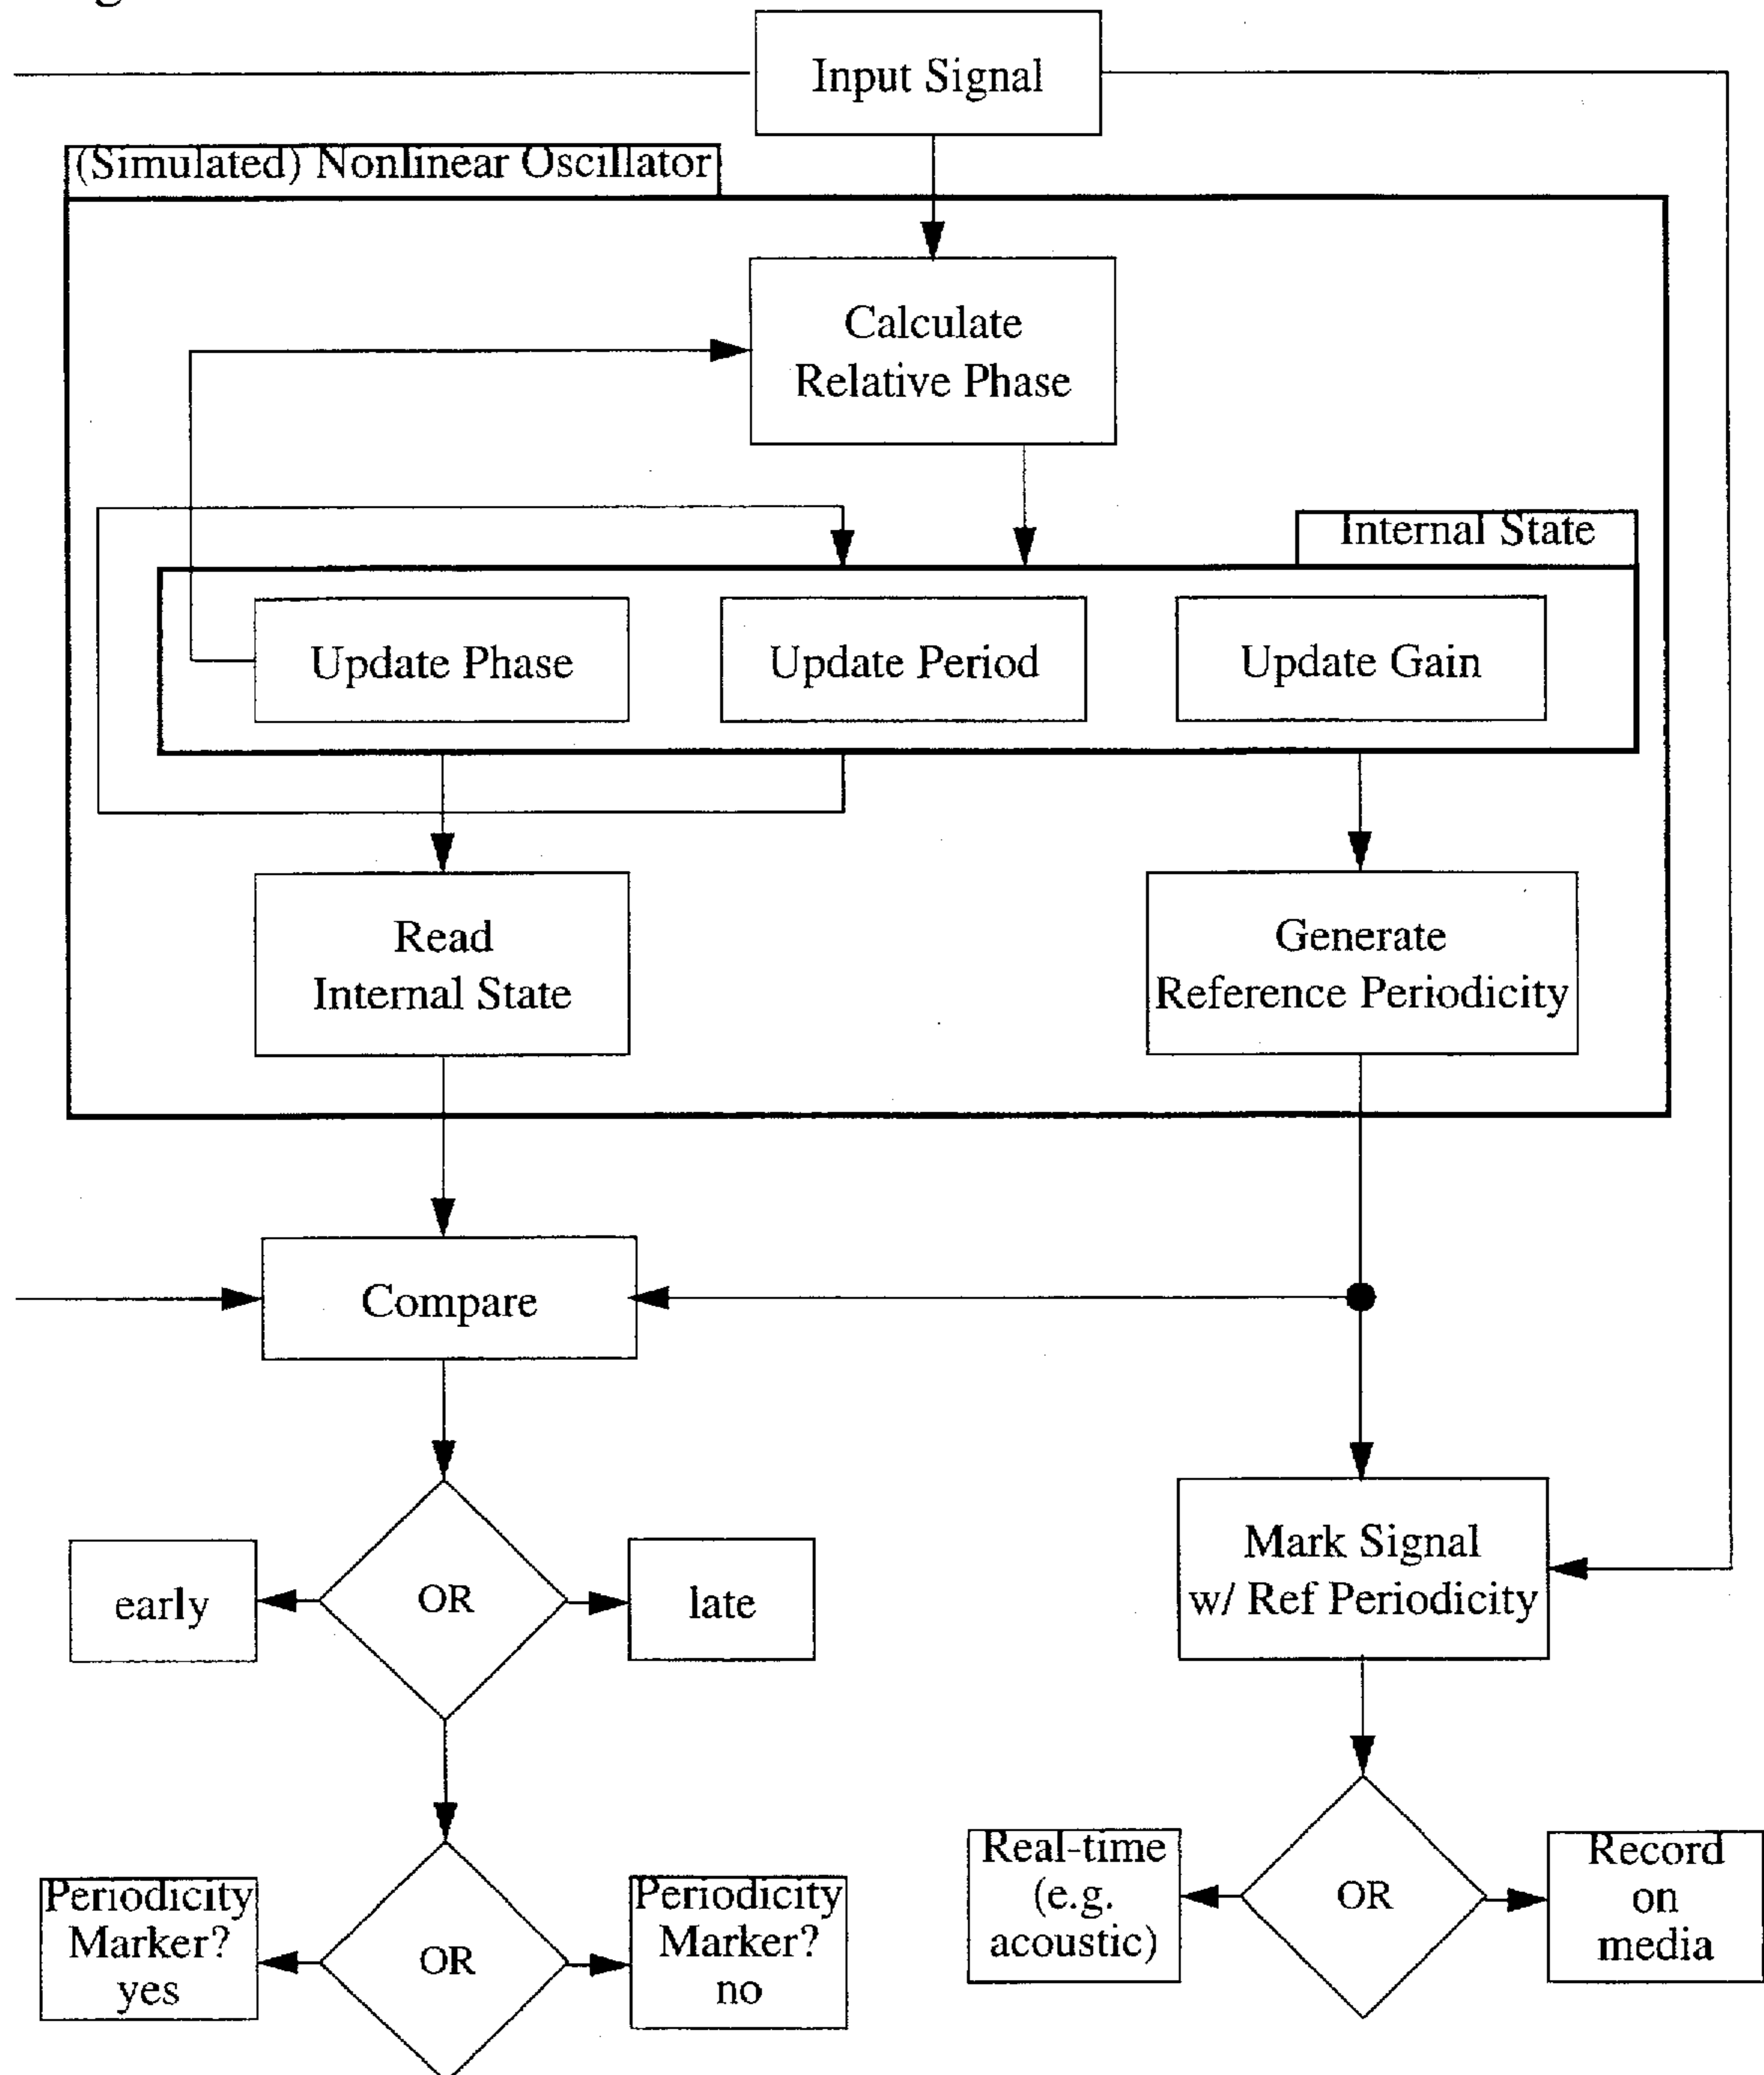 Input Signal
(Simulated) Nonlinear Oscillator
Calculate
Relative Phase
Internal State
Update Phase
Update Period
Update Gain
Read
Internal State
Generate
Reference Periodicity
Compare
early
OR
late
Mark Signal
w/ Ref Periodicity
Periodicity
Marker?
yes
OR
Periodicity
Marker?
no
Real-time
(e.g.
acoustic)
OR
Record
on
media